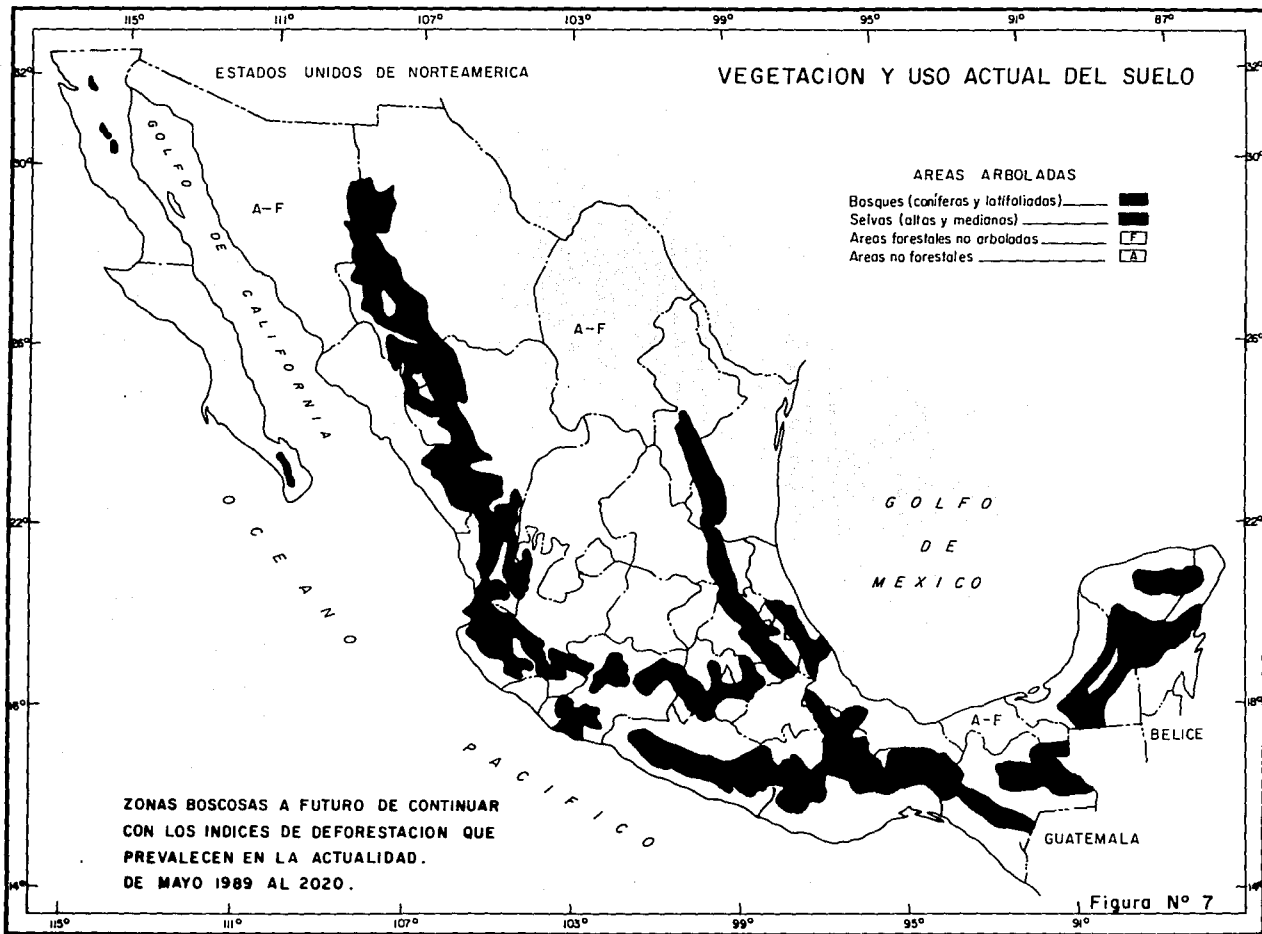 115° 111° 107° 103° 99° 95° 91° 87°
ESTADOS UNIDOS DE NORTEAMERICA
VEGETACION Y USO ACTUAL DEL SUELO
32° 32°
GOLFO DE CALIFORNIA
30° 30°
A-F
AREAS ARBOLADAS
Bosques (coníferas y latifoliadas)
Selvas (altas y medianas)
Areas forestales no arboladas F
Areas no forestales A
26° 26°
A-F
22° 22°
GOLFO
DE
MEXICO
OCEANO
PACIFICO
18° 18°
A-F
BELICE
GUATEMALA
ZONAS BOSCOSAS A FUTURO DE CONTINUAR
CON LOS INDICES DE DEFORESTACION QUE
PREVALECEN EN LA ACTUALIDAD.
DE MAYO 1989 AL 2020.
14° 14°
Figura N° 7
115° 111° 107° 103° 99° 95° 91°